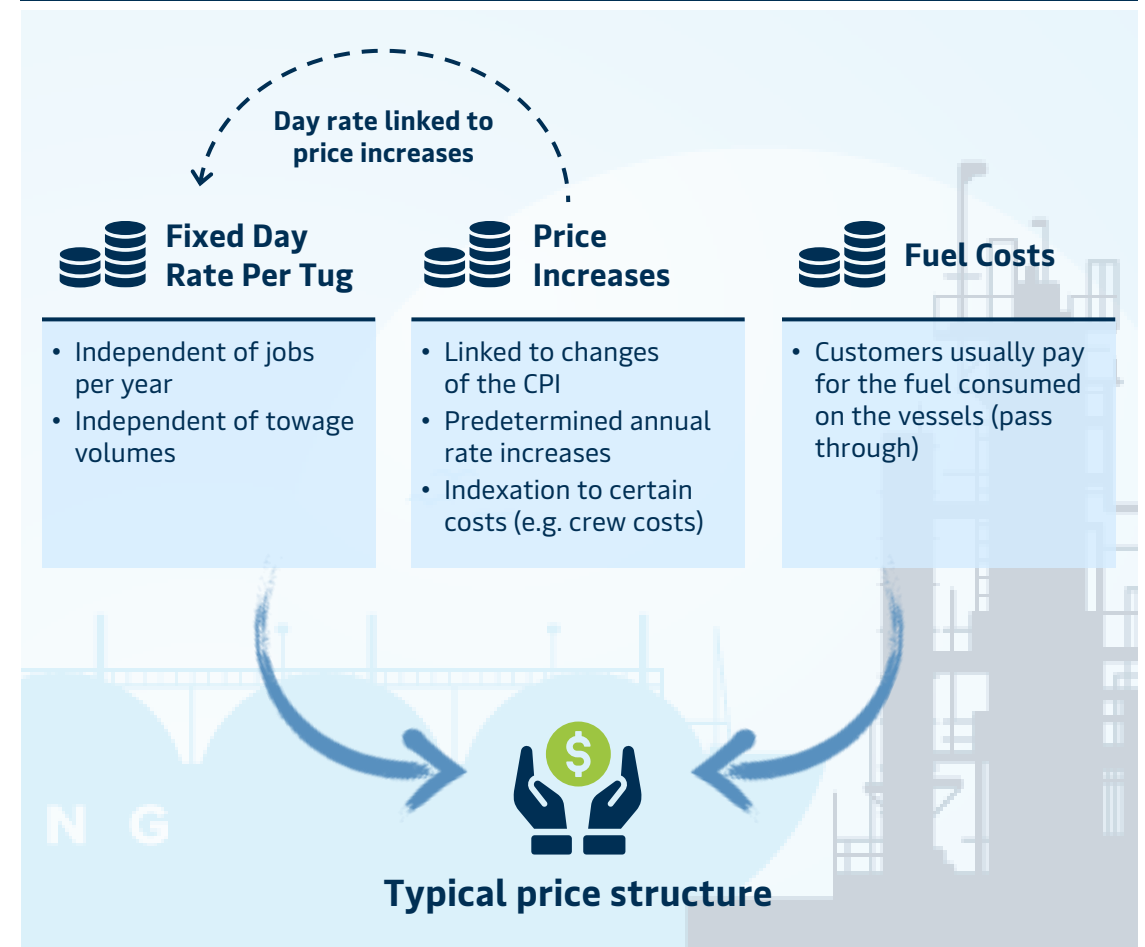 Day rate linked to
price increases
Fixed Day
Rate Per Tug
• Independent of jobs
per year
• Independent of towage
volumes
Price
Increases
• Linked to changes
of the CPI
• Predetermined annual
rate increases
• Indexation to certain
costs (e.g. crew costs)
Fuel Costs
• Customers usually pay
for the fuel consumed
on the vessels (pass
through)
N G
$
Typical price structure